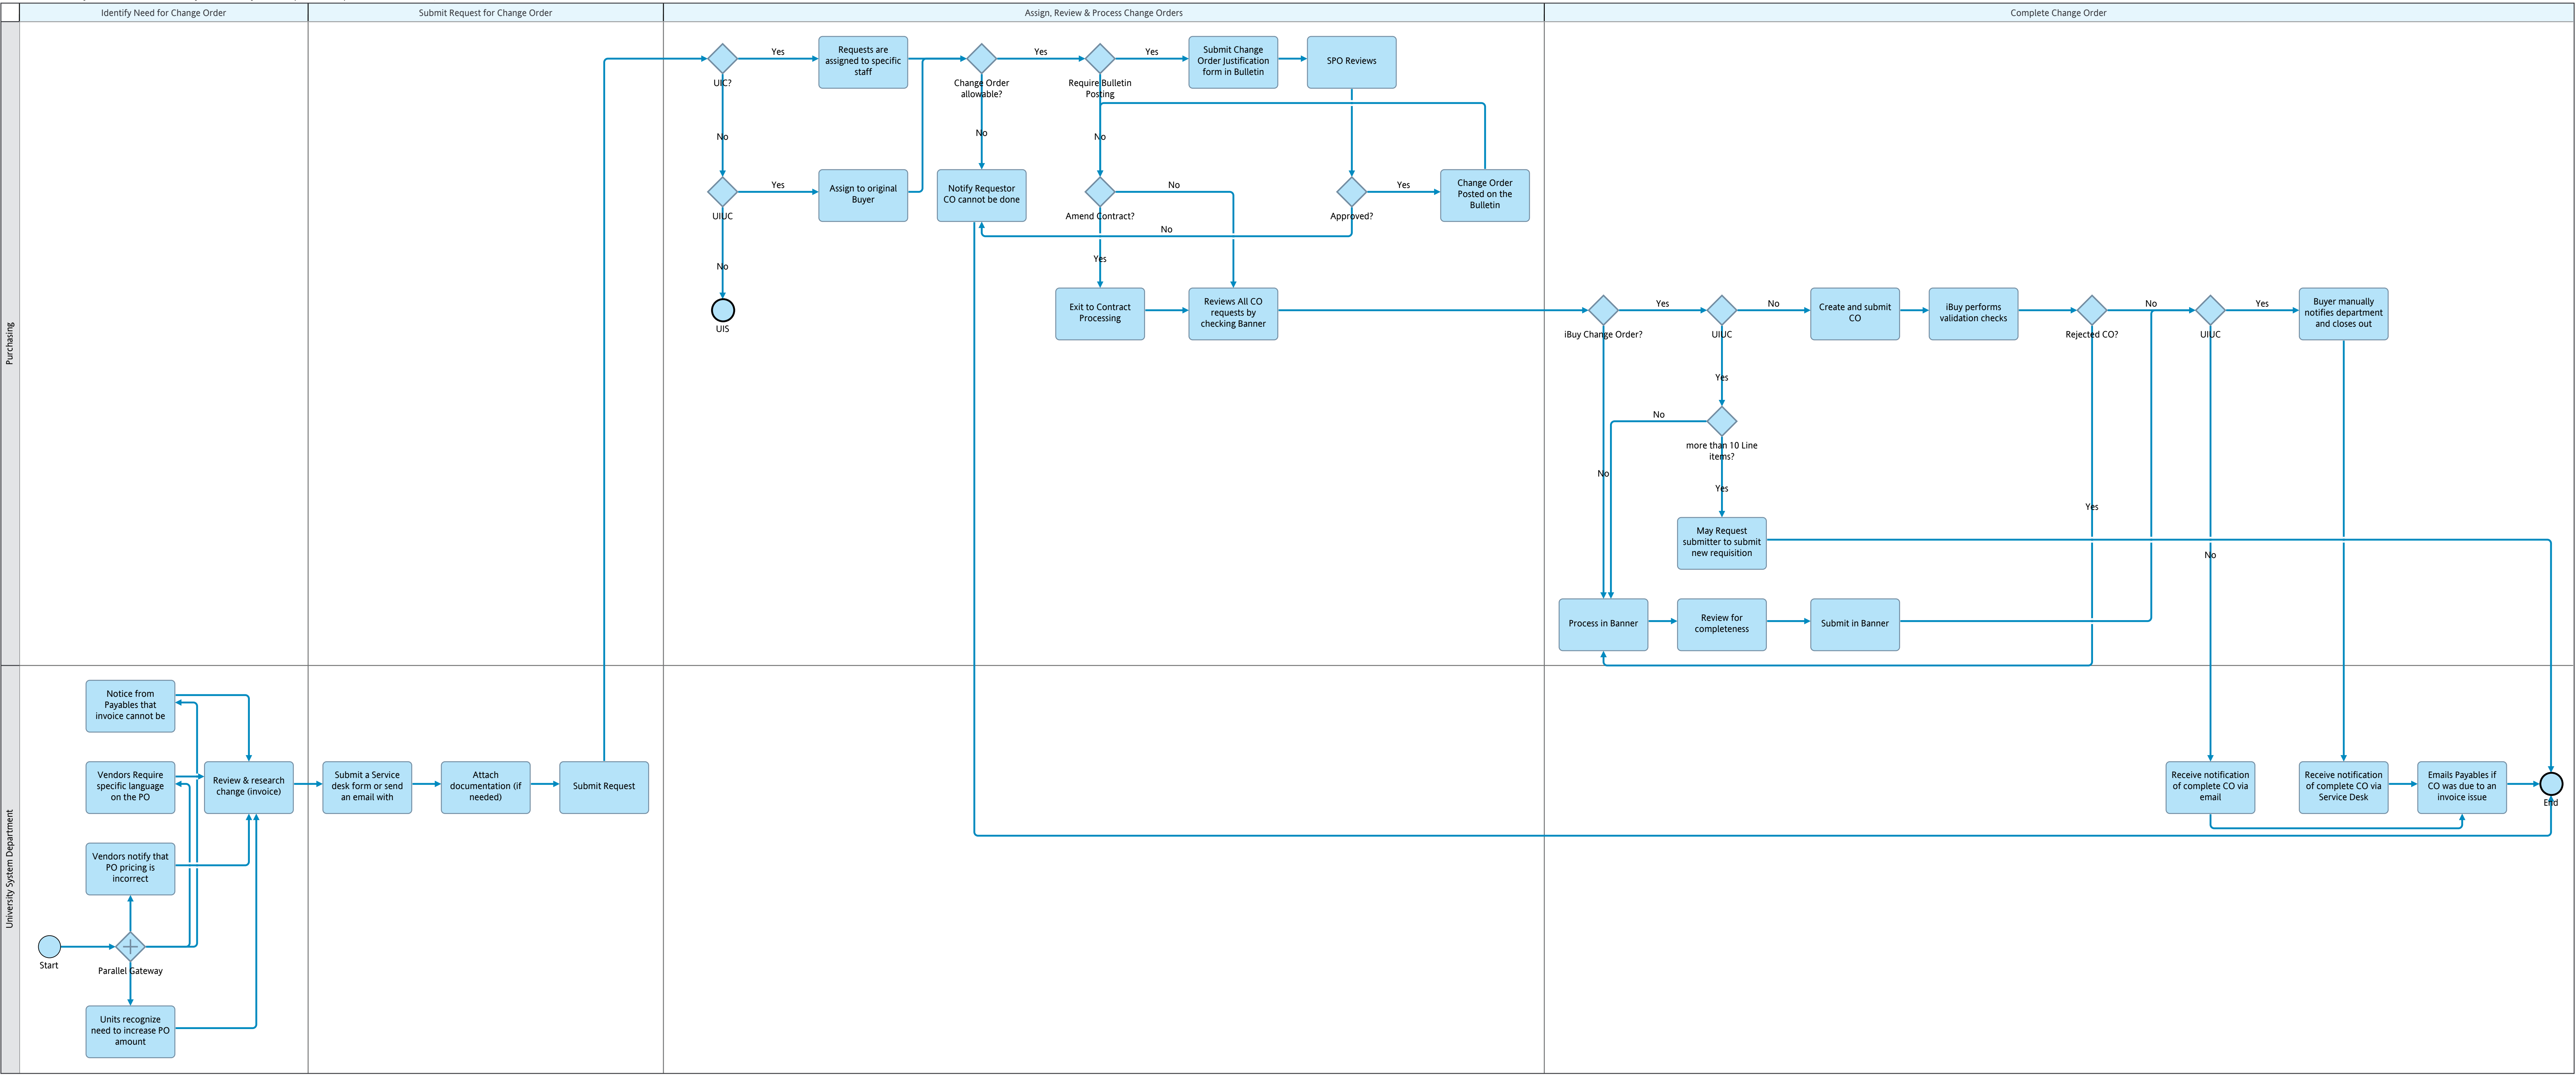 Identify Need for Change Order
Submit Request for Change Order
Assign, Review & Process Change Orders
Complete Change Order
Purchasing
UIC?
Yes
Requests are
assigned to specific
staff
Change Order
allowable?
Yes
Require Bulletin
Posting
Yes
Submit Change
Order Justification
form in Bulletin
SPO Reviews
No
No
No
UIUC
Yes
Assign to original
Buyer
Notify Requestor
CO cannot be done
Amend Contract?
No
Approved?
Yes
Change Order
Posted on the
Bulletin
No
No
Yes
UIS
Exit to Contract
Processing
Reviews All CO
requests by
checking Banner
iBuy Change Order?
Yes
UIUC
No
Create and submit
CO
iBuy performs
validation checks
Rejected CO?
No
UIUC
Yes
Buyer manually
notifies department
and closes out
Yes
No
more than 10 Line
items?
No
Yes
Yes
May Request
submitter to submit
new requisition
No
Process in Banner
Review for
completeness
Submit in Banner
University System Department
Notice from
Payables that
invoice cannot be
Vendors Require
specific language
on the PO
Review & research
change (invoice)
Submit a Service
desk form or send
an email with
Attach
documentation (if
needed)
Submit Request
Receive notification
of complete CO via
email
Receive notification
of complete CO via
Service Desk
Emails Payables if
CO was due to an
invoice issue
End
Vendors notify that
PO pricing is
incorrect
Start
Parallel Gateway
Units recognize
need to increase PO
amount